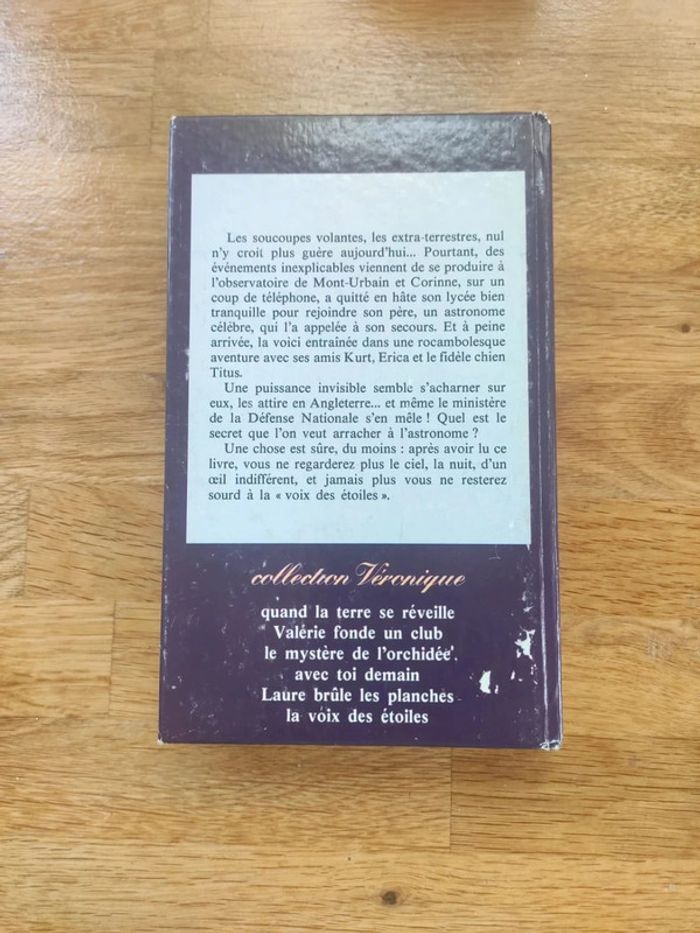 Les soucoupes volantes, les extra-terrestres, nul
n'y croit plus guère aujourd'hui... Pourtant, des
événements inexplicables viennent de se produire à
l'observatoire de Mont-Urbain et Corinne, sur un
coup de téléphone, a quitté en hâte son lycée bien
tranquille pour rejoindre son père, un astronome
célèbre, qui l'a appelée à son secours. Et à peine
arrivée, la voici entraînée dans une rocambolesque
aventure avec ses amis Kurt, Erica et le fidèle chien
Titus.
Une puissance invisible semble s'acharner sur
eux, les attire en Angleterre... et même le ministère
de la Défense Nationale s'en mêle ! Quel est le
secret que l'on veut arracher à l'astronome ?
Une chose est sûre, du moins : après avoir lu ce
livre, vous ne regarderez plus le ciel, la nuit, d'un
œil indifférent, et jamais plus vous ne resterez
sourd à la « voix des étoiles ».
collection Véronique
quand la terre se réveille
Valérie fonde un club
le mystère de l'orchidée
avec toi demain
Laure brûle les planches
la voix des étoiles